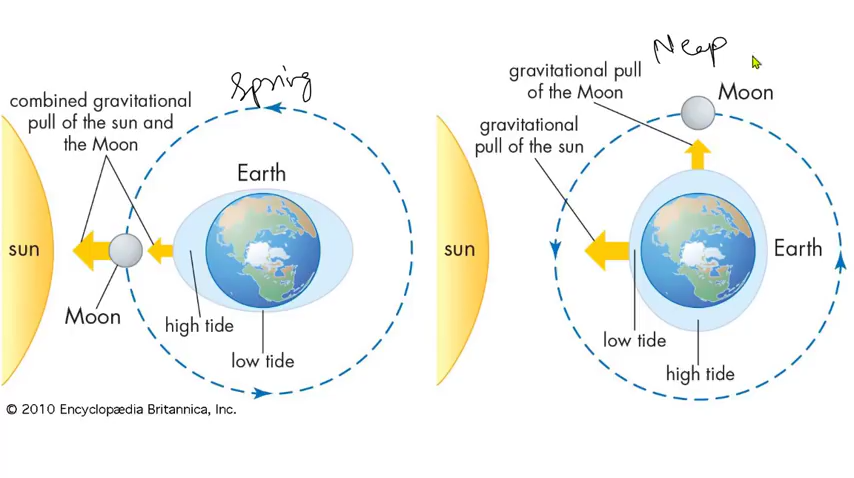 Spring
combined gravitational
pull of the sun and
the Moon
Earth
sun
Moon
high tide
low tide
© 2010 Encyclopædia Britannica, Inc.
Neap
gravitational pull
of the Moon
Moon
gravitational
pull of the sun
sun
Earth
low tide
high tide